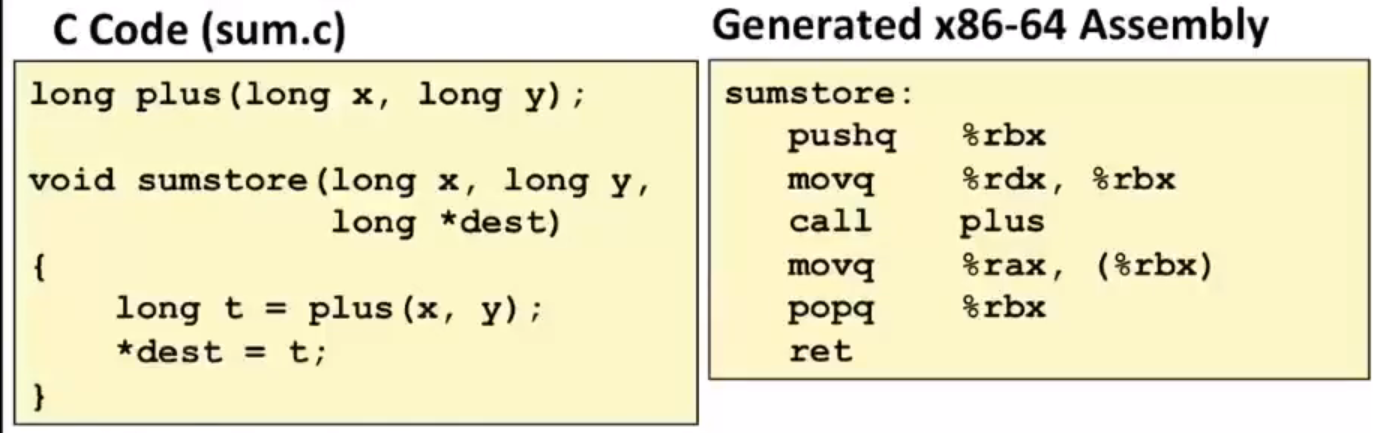 C Code (sum.c)
long plus(long x, long y);
void sumstore(long x, long y,
long *dest)
{
long t = plus(x, y);
*dest = t;
}
Generated x86-64 Assembly
sumstore:
pushq %rbx
movq %rdx, %rbx
call plus
movq %rax, (%rbx)
popq %rbx
ret